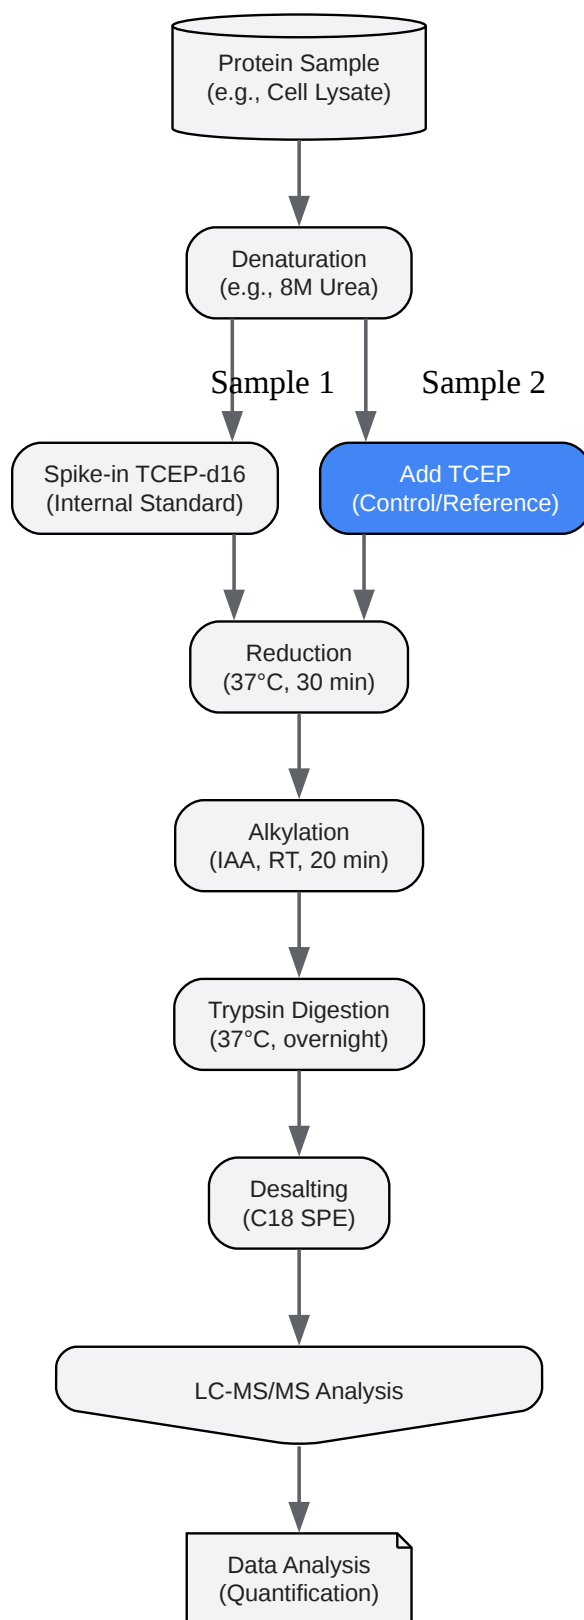 Protein Sample
(e.g., Cell Lysate)
Denaturation
(e.g., 8M Urea)
Sample 1
Sample 2
Spike-in TCEP-d16
(Internal Standard)
Add TCEP
(Control/Reference)
Reduction
(37°C, 30 min)
Alkylation
(IAA, RT, 20 min)
Trypsin Digestion
(37°C, overnight)
Desalting
(C18 SPE)
LC-MS/MS Analysis
Data Analysis
(Quantification)